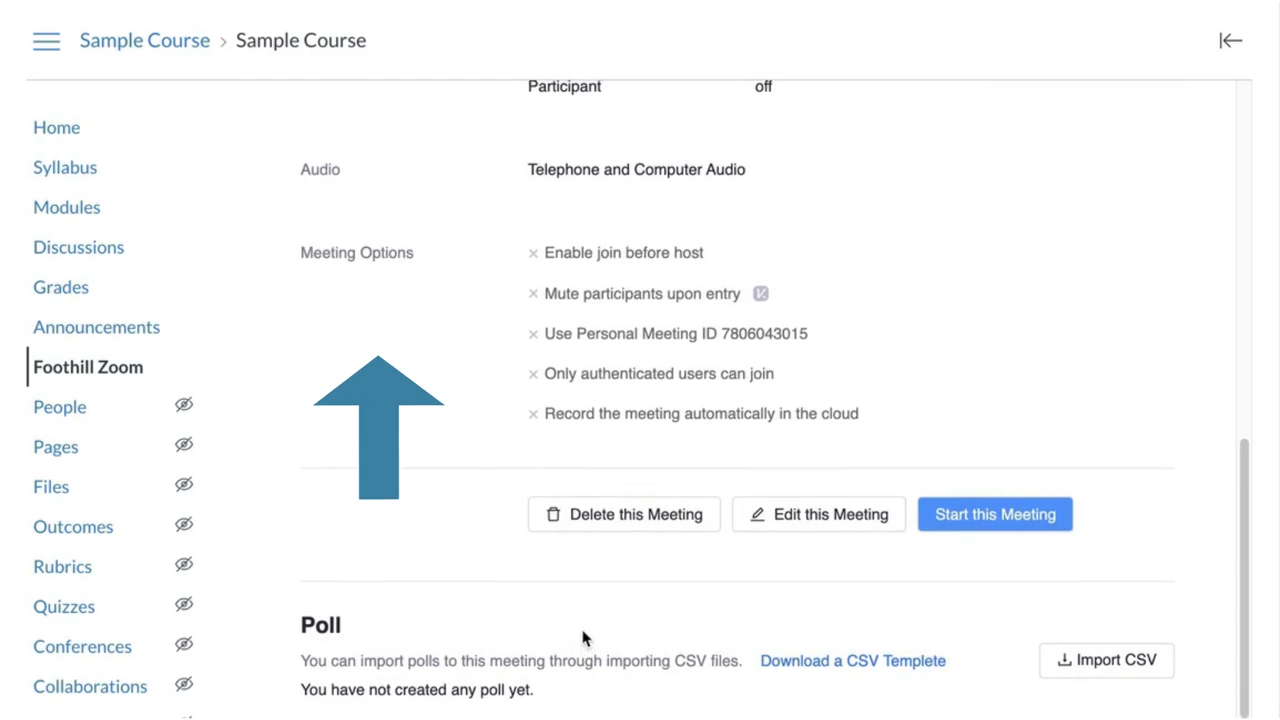 Sample Course > Sample Course
Participant off
Home
Syllabus
Modules
Discussions
Grades
Announcements
Foothill Zoom
People
Pages
Files
Outcomes
Rubrics
Quizzes
Conferences
Collaborations
Audio Telephone and Computer Audio
Meeting Options × Enable join before host
× Mute participants upon entry
× Use Personal Meeting ID 7806043015
× Only authenticated users can join
× Record the meeting automatically in the cloud
Delete this Meeting Edit this Meeting Start this Meeting
Poll
You can import polls to this meeting through importing CSV files. Download a CSV Templete Import CSV
You have not created any poll yet.